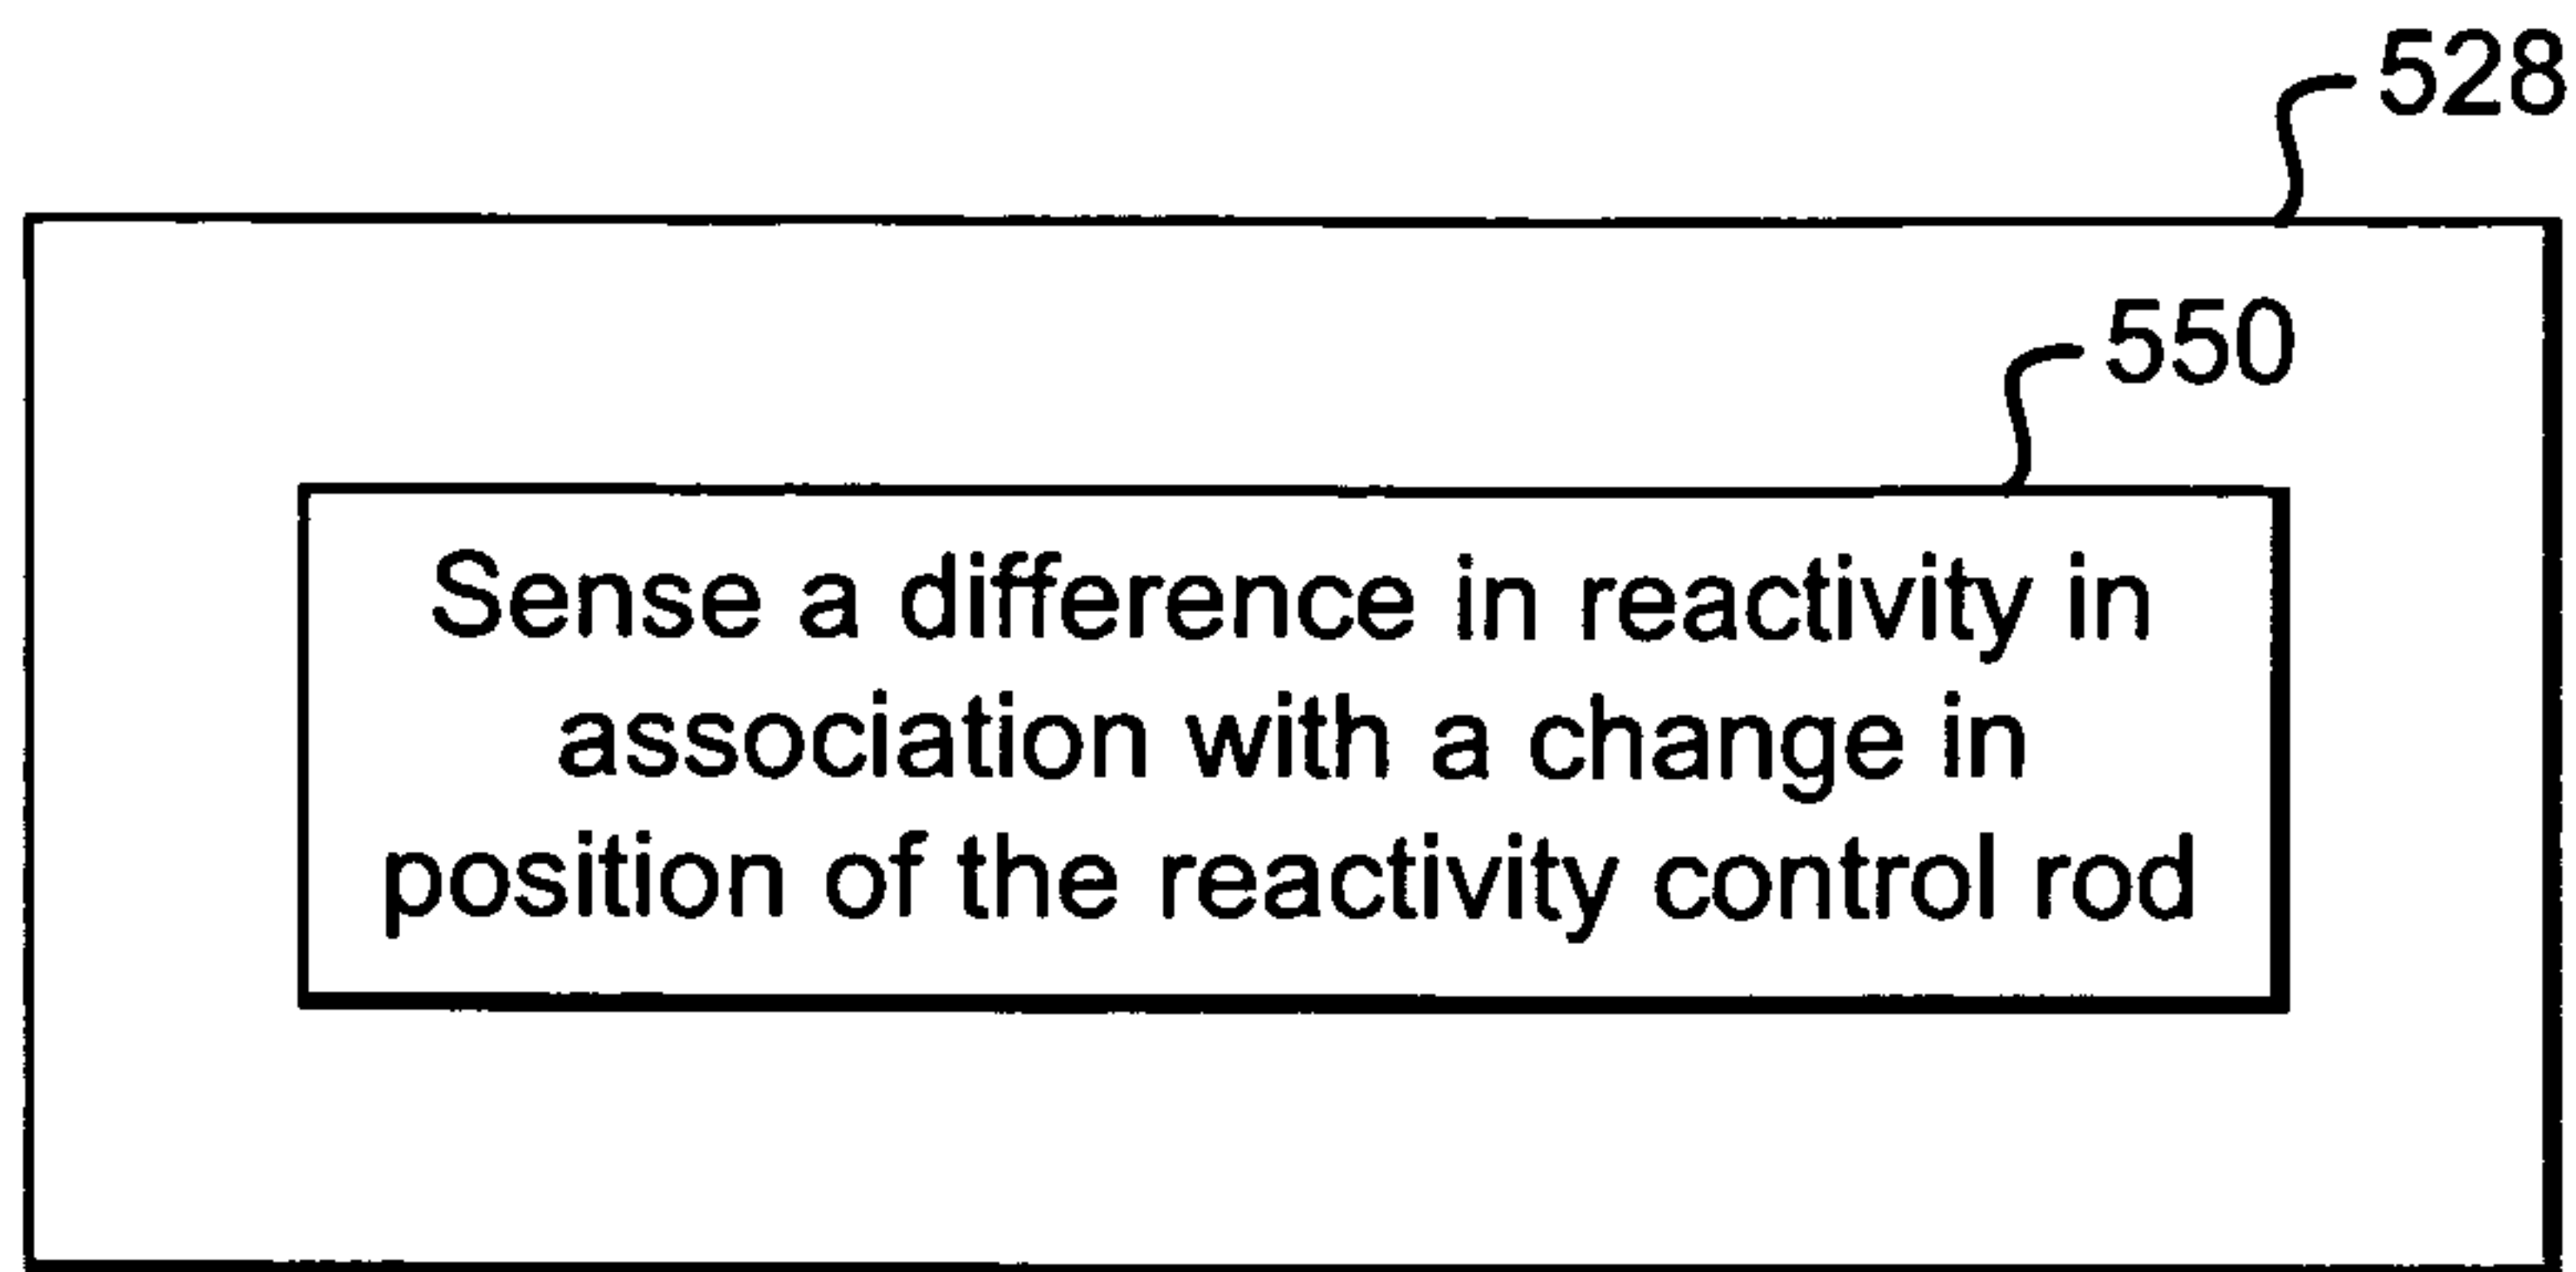 528
550
Sense a difference in reactivity in
association with a change in
position of the reactivity control rod